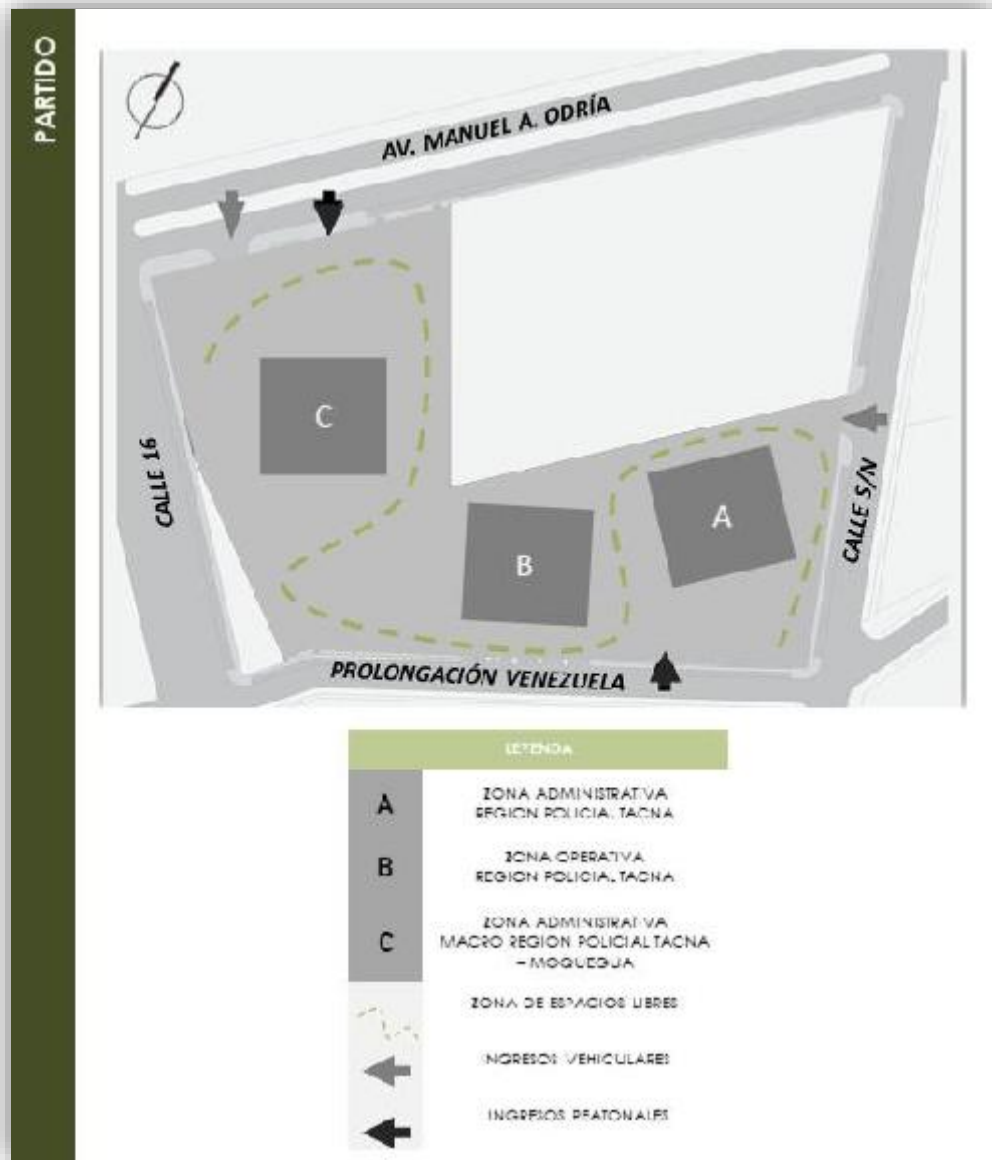 PARTIDO
AV. MANUEL A. ODRÍA
C
CALLE 16
A
B
CALLE S/N
PROLONGACIÓN VENEZUELA
LEYENDA
A
ZONA ADMINISTRATIVA
REGION POLICIAL TACNA
B
ZONA OPERATIVA
REGION POLICIAL TACNA
C
ZONA ADMINISTRATIVA
MACRO REGION POLICIAL TACNA
– MOQUEGUA
ZONA DE ESPACIOS LIBRES
INGRESOS VEHICULARES
INGRESOS PEATONALES